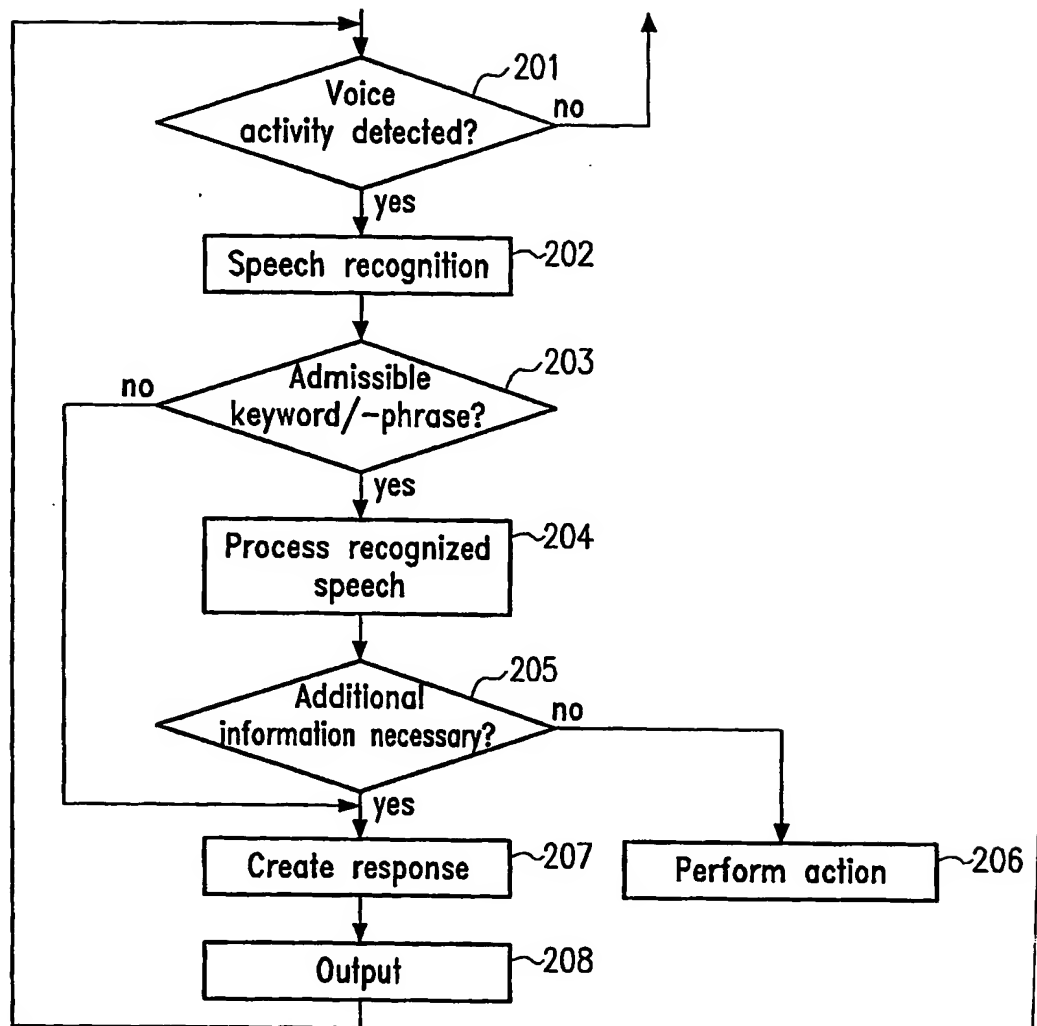 Voice
activity detected?
201
no
yes
Speech recognition
202
Admissible
keyword/-phrase?
203
no
yes
Process recognized
speech
204
Additional
information necessary?
205
no
yes
Create response
207
Perform action
206
Output
208